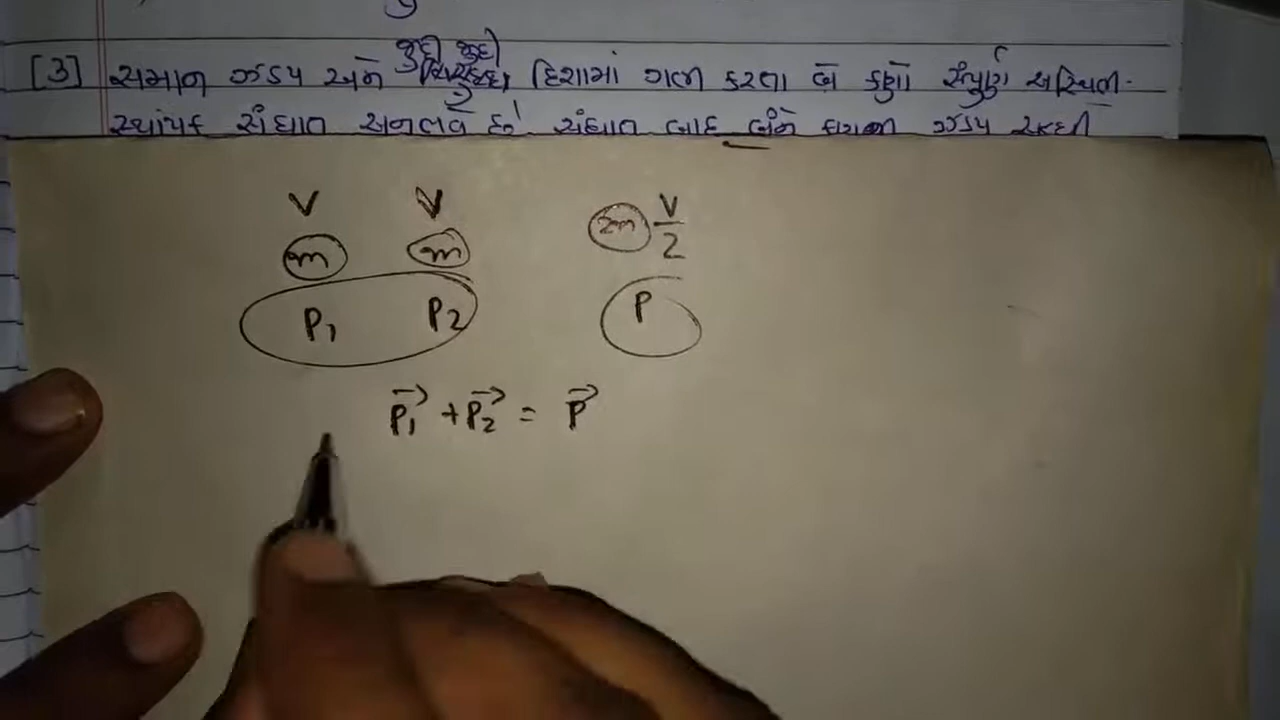 [3] સમાન ઝડપ અને જુદી જુદી દિશામાં ગતિ કરતા બે કણો સંપૂર્ણ અસ્થિતિ-
સ્થાપક સંઘાત અનુભવે છે. સંઘાત બાદ બંને કણની ઝડપ
V V
m m 2m V/2
P₁ P₂ P
P₁⃗ + P₂⃗ = P⃗